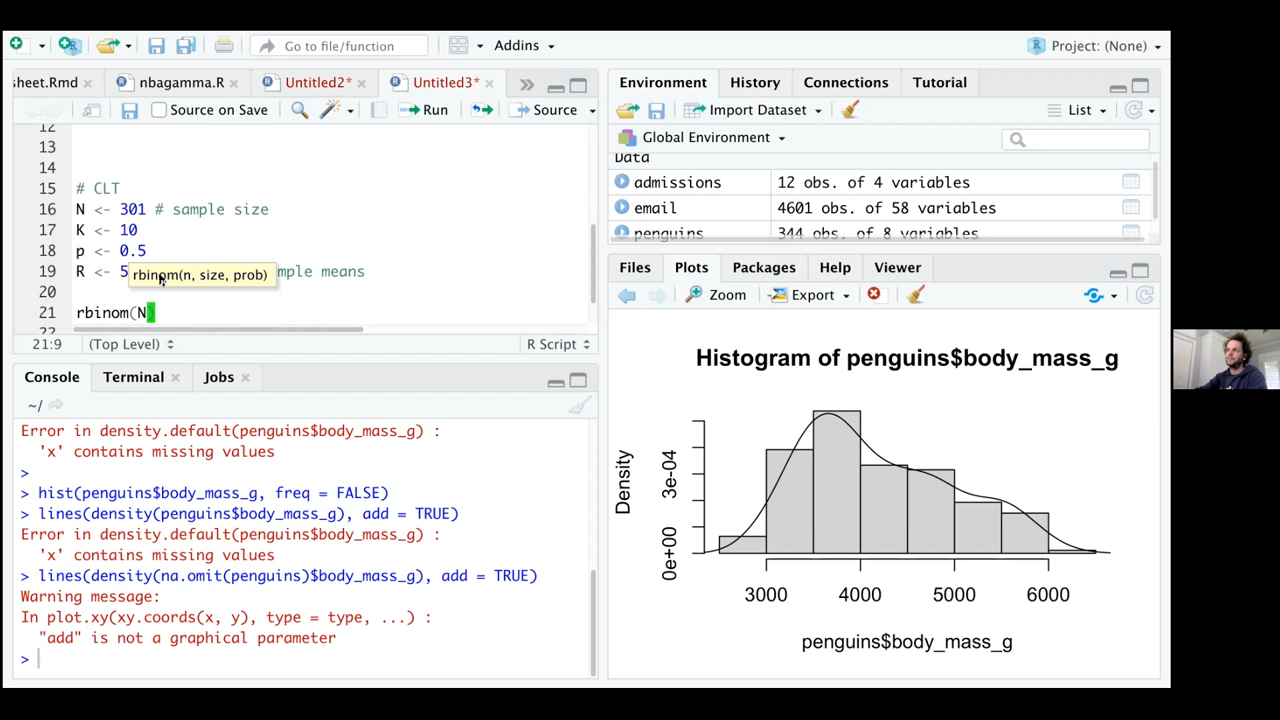 Go to file/function
Addins
Project: (None)
sheet.Rmd
nbagamma.R
Untitled2*
Untitled3*
Source on Save
Run
Source
12
13
14
15 # CLT
16 N <- 301 # sample size
17 K <- 10
18 p <- 0.5
19 R <- 5 mple means
rbinom(n, size, prob)
20
21 rbinom(N)
22
21:9 (Top Level) R Script
Console Terminal Jobs
~/
Error in density.default(penguins$body_mass_g) :
'x' contains missing values
>
> hist(penguins$body_mass_g, freq = FALSE)
> lines(density(penguins$body_mass_g), add = TRUE)
Error in density.default(penguins$body_mass_g) :
'x' contains missing values
> lines(density(na.omit(penguins)$body_mass_g), add = TRUE)
Warning message:
In plot.xy(xy.coords(x, y), type = type, ...) :
"add" is not a graphical parameter
>
Environment History Connections Tutorial
Import Dataset List
Global Environment
Data
admissions 12 obs. of 4 variables
email 4601 obs. of 58 variables
penguins 344 obs. of 8 variables
Files Plots Packages Help Viewer
Zoom Export
Histogram of penguins$body_mass_g
Density
0e+00 3e-04
3000 4000 5000 6000
penguins$body_mass_g